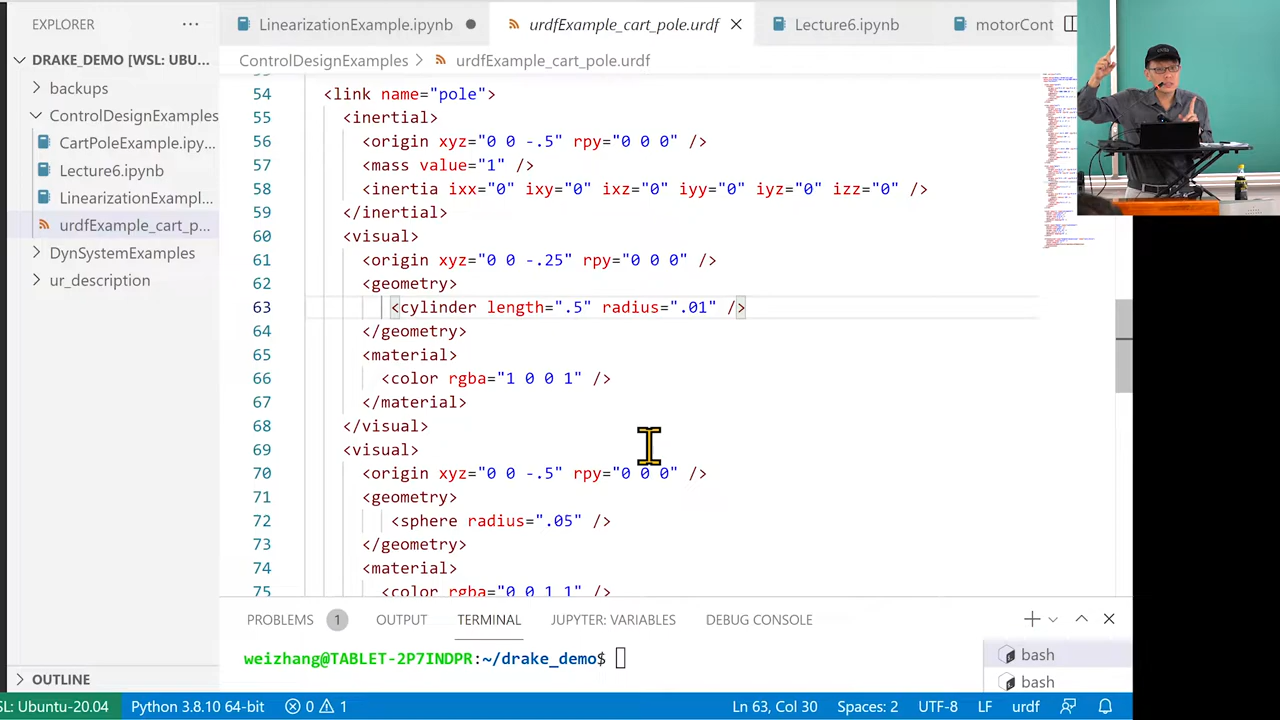 EXPLORER
DRAKE_DEMO [WSL: UBU...
backups
ControlDesignExamples
CartPoleExample.ipy...
Lecture6.ipynb
LinearizationExampl...
urdfExample_cart_p...
DynSystemExamples
ur_description
OUTLINE
LinearizationExample.ipynb
urdfExample_cart_pole.urdf
Lecture6.ipynb
motorCont
ControlDesignExamples > urdfExample_cart_pole.urdf
54 <lin name="pole">
55 <inertial>
56 <origin xyz="0 0 -.5" rpy="0 0 0" />
57 <mass value="1" />
58 <inertia ixx="0" ixy="0" ixz="0" iyy="0" iyz="0" izz="0" />
59 </inertial>
60 <visual>
61 <origin xyz="0 0 -.25" rpy="0 0 0" />
62 <geometry>
63 <cylinder length=".5" radius=".01" />
64 </geometry>
65 <material>
66 <color rgba="1 0 0 1" />
67 </material>
68 </visual>
69 <visual>
70 <origin xyz="0 0 -.5" rpy="0 0 0" />
71 <geometry>
72 <sphere radius=".05" />
73 </geometry>
74 <material>
75 <color rgba="0 0 1 1" />
PROBLEMS 1 OUTPUT TERMINAL JUPYTER: VARIABLES DEBUG CONSOLE
weizhang@TABLET-2P7INDPR:~/drake_demo$
bash
bash
SL: Ubuntu-20.04 Python 3.8.10 64-bit 0 1 Ln 63, Col 30 Spaces: 2 UTF-8 LF urdf